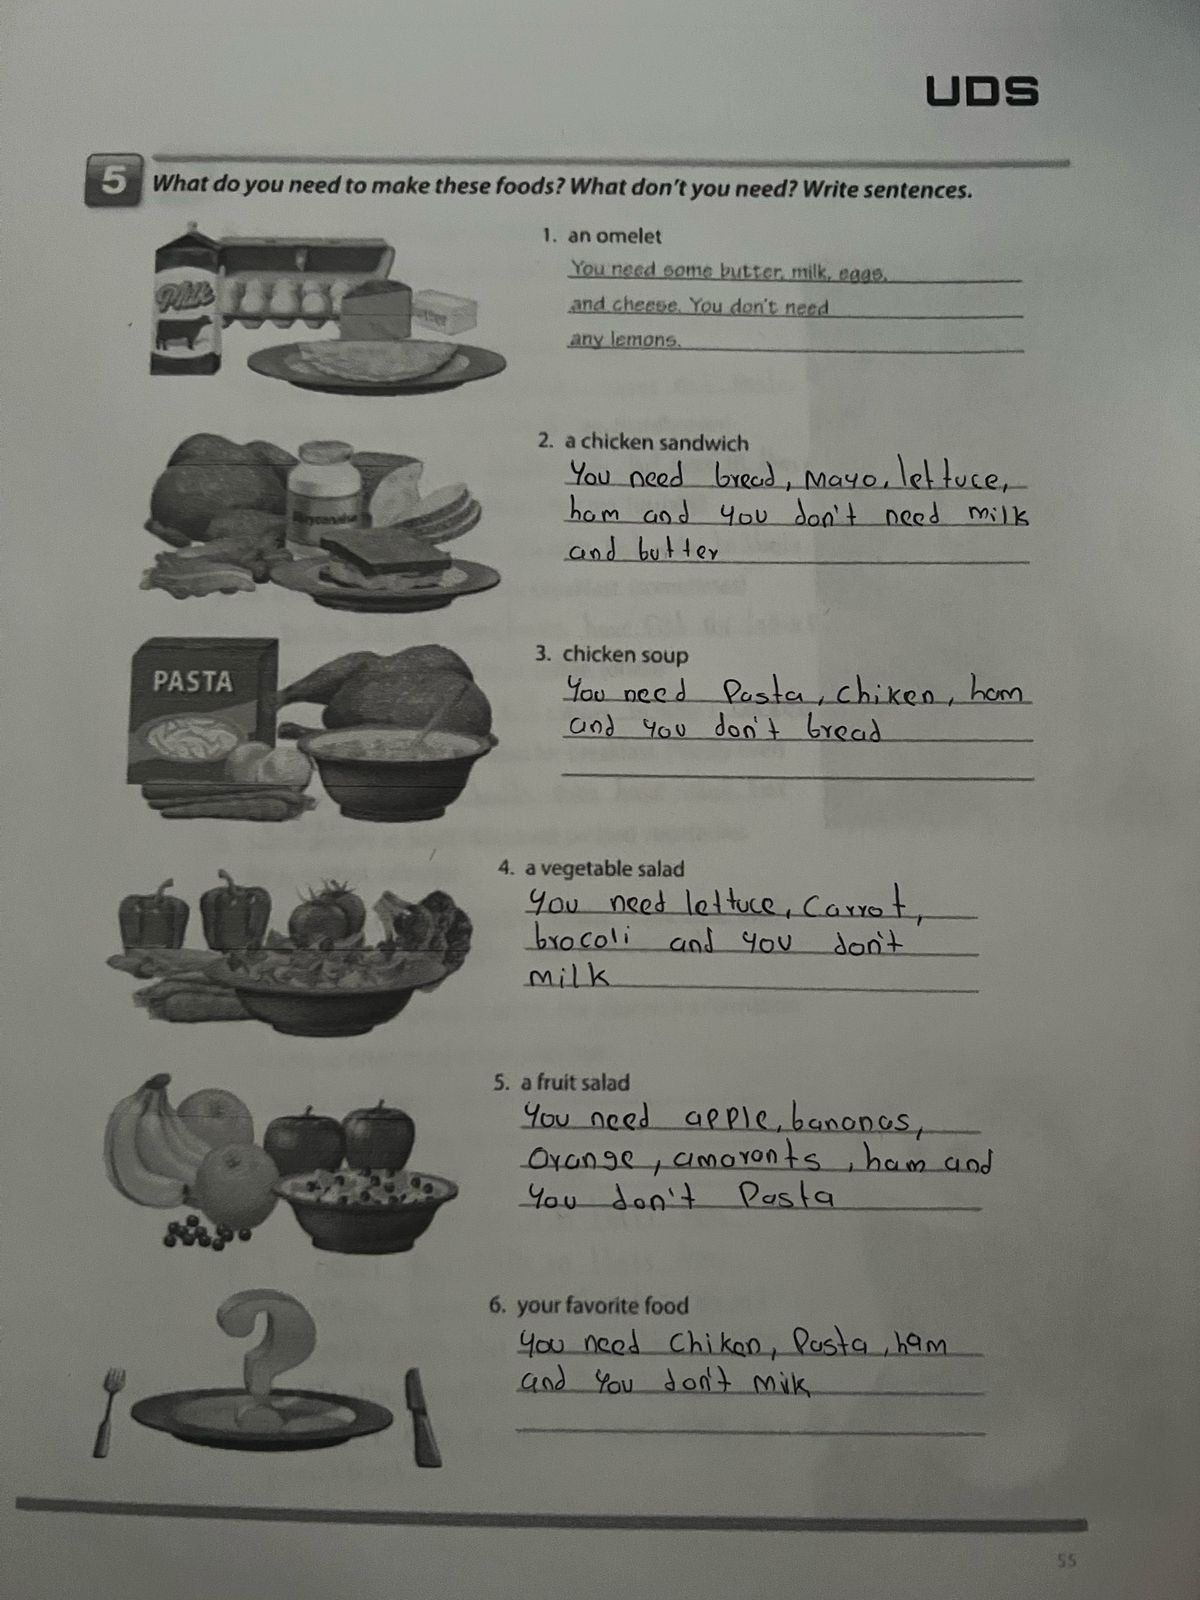 UDS
5 What do you need to make these foods? What don't you need? Write sentences.
1. an omelet
You need some butter, milk, eggs,
and cheese. You don't need
any lemons.
Milk
2. a chicken sandwich
You need bread, mayo, lettuce,
ham and you don't need milk
and butter
3. chicken soup
PASTA
You need Pasta, chiken, ham
and you don't bread
4. a vegetable salad
You need lettuce, Carrot,
brocoli and you don't
milk
5. a fruit salad
You need apple, bananas,
Orange, amarants, ham and
you don't Pasta
6. your favorite food
you need Chiken, Pasta, ham
and you don't milk
55